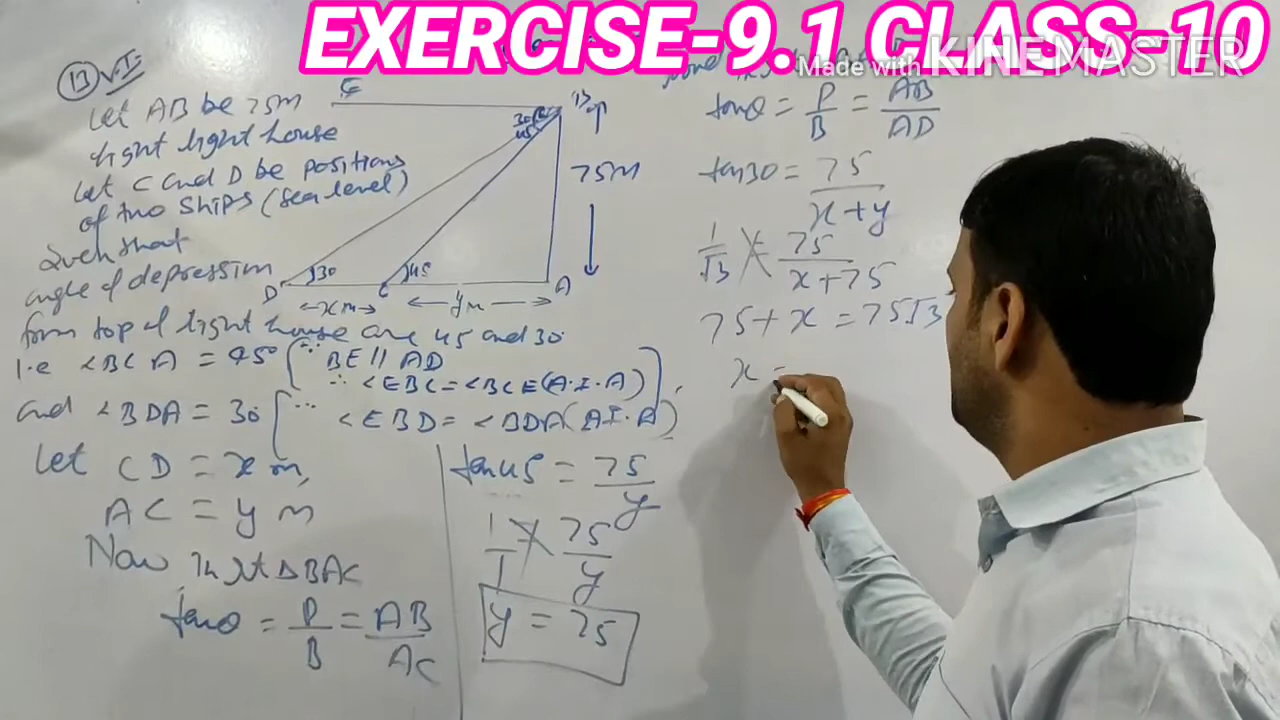 EXERCISE-9.1 CLASS-10
Made with KINEMASTER
13 V.I
Let AB be 75m
hight light house
Let C and D be positions
of two ships (sea level)
such that
angle of depression
from top of light house are 45 and 30°
i.e <BCA = 45° [∵ BE || AD
∴ <EBC = <BCE (A.I.A)]
and <BDA = 30 [∵ <EBD = <BDA (A.I.A)
Let CD = x m,
AC = y m
Now in rt ΔBAC
tanθ = P/B = AB/AC
E
B
30
45
75m
30
45
D
C
A
x m
y m
tan45 = 75/y
1/1 = 75/y
y = 75
tanθ = P/B = AB/AD
tan30 = 75/x+y
1/√3 = 75/x+75
75+x = 75√3
x =